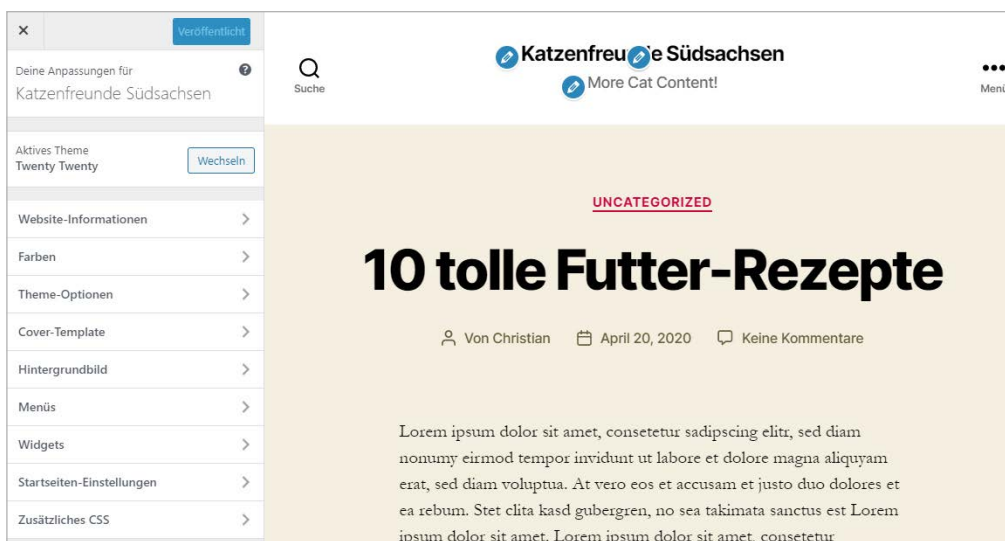 Veröffentlicht
Deine Anpassungen für
Katzenfreunde Südsachsen
Aktives Theme
Twenty Twenty
Wechseln
Website-Informationen
Farben
Theme-Optionen
Cover-Template
Hintergrundbild
Menüs
Widgets
Startseiten-Einstellungen
Zusätzliches CSS
Suche
Katzenfreunde Südsachsen
More Cat Content!
Menü
UNCATEGORIZED
10 tolle Futter-Rezepte
Von Christian April 20, 2020 Keine Kommentare
Lorem ipsum dolor sit amet, consetetur sadipscing elitr, sed diam
nonumy eirmod tempor invidunt ut labore et dolore magna aliquyam
erat, sed diam voluptua. At vero eos et accusam et justo duo dolores et
ea rebum. Stet clita kasd gubergren, no sea takimata sanctus est Lorem
ipsum dolor sit amet. Lorem ipsum dolor sit amet, consetetur